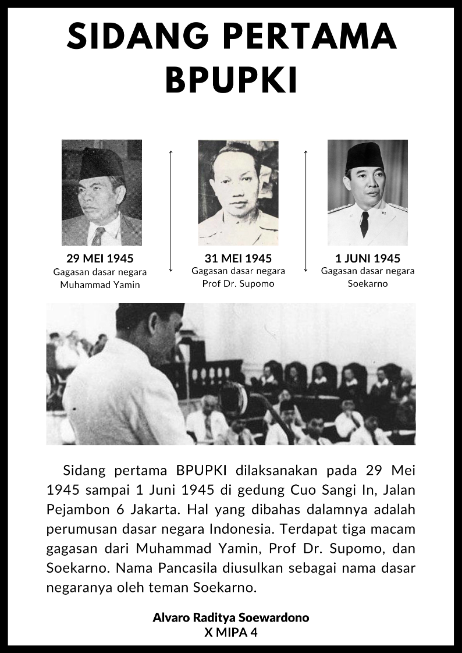 SIDANG PERTAMA
BPUPKI
29 MEI 1945
Gagasan dasar negara
Muhammad Yamin
31 MEI 1945
Gagasan dasar negara
Prof Dr. Supomo
1 JUNI 1945
Gagasan dasar negara
Soekarno
Sidang pertama BPUPKI dilaksanakan pada 29 Mei
1945 sampai 1 Juni 1945 di gedung Cuo Sangi In, Jalan
Pejambon 6 Jakarta. Hal yang dibahas dalamnya adalah
perumusan dasar negara Indonesia. Terdapat tiga macam
gagasan dari Muhammad Yamin, Prof Dr. Supomo, dan
Soekarno. Nama Pancasila diusulkan sebagai nama dasar
negaranya oleh teman Soekarno.
Alvaro Raditya Soewardono
X MIPA 4